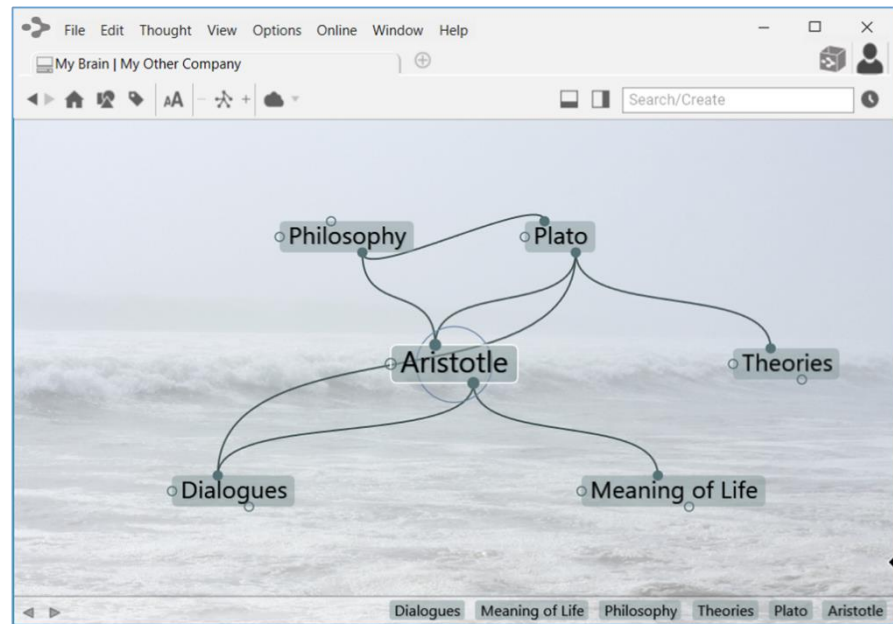 File Edit Thought View Options Online Window Help
My Brain | My Other Company
AA Search/Create
Philosophy Plato
Aristotle Theories
Dialogues Meaning of Life
Dialogues Meaning of Life Philosophy Theories Plato Aristotle